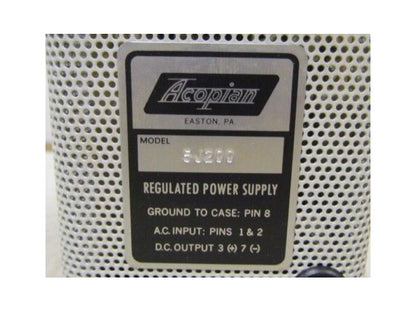 Acopian
EASTON, PA.
MODEL
5J200
REGULATED POWER SUPPLY
GROUND TO CASE: PIN 8
A.C. INPUT: PINS 1 & 2
D.C. OUTPUT 3 (+) 7 (−)